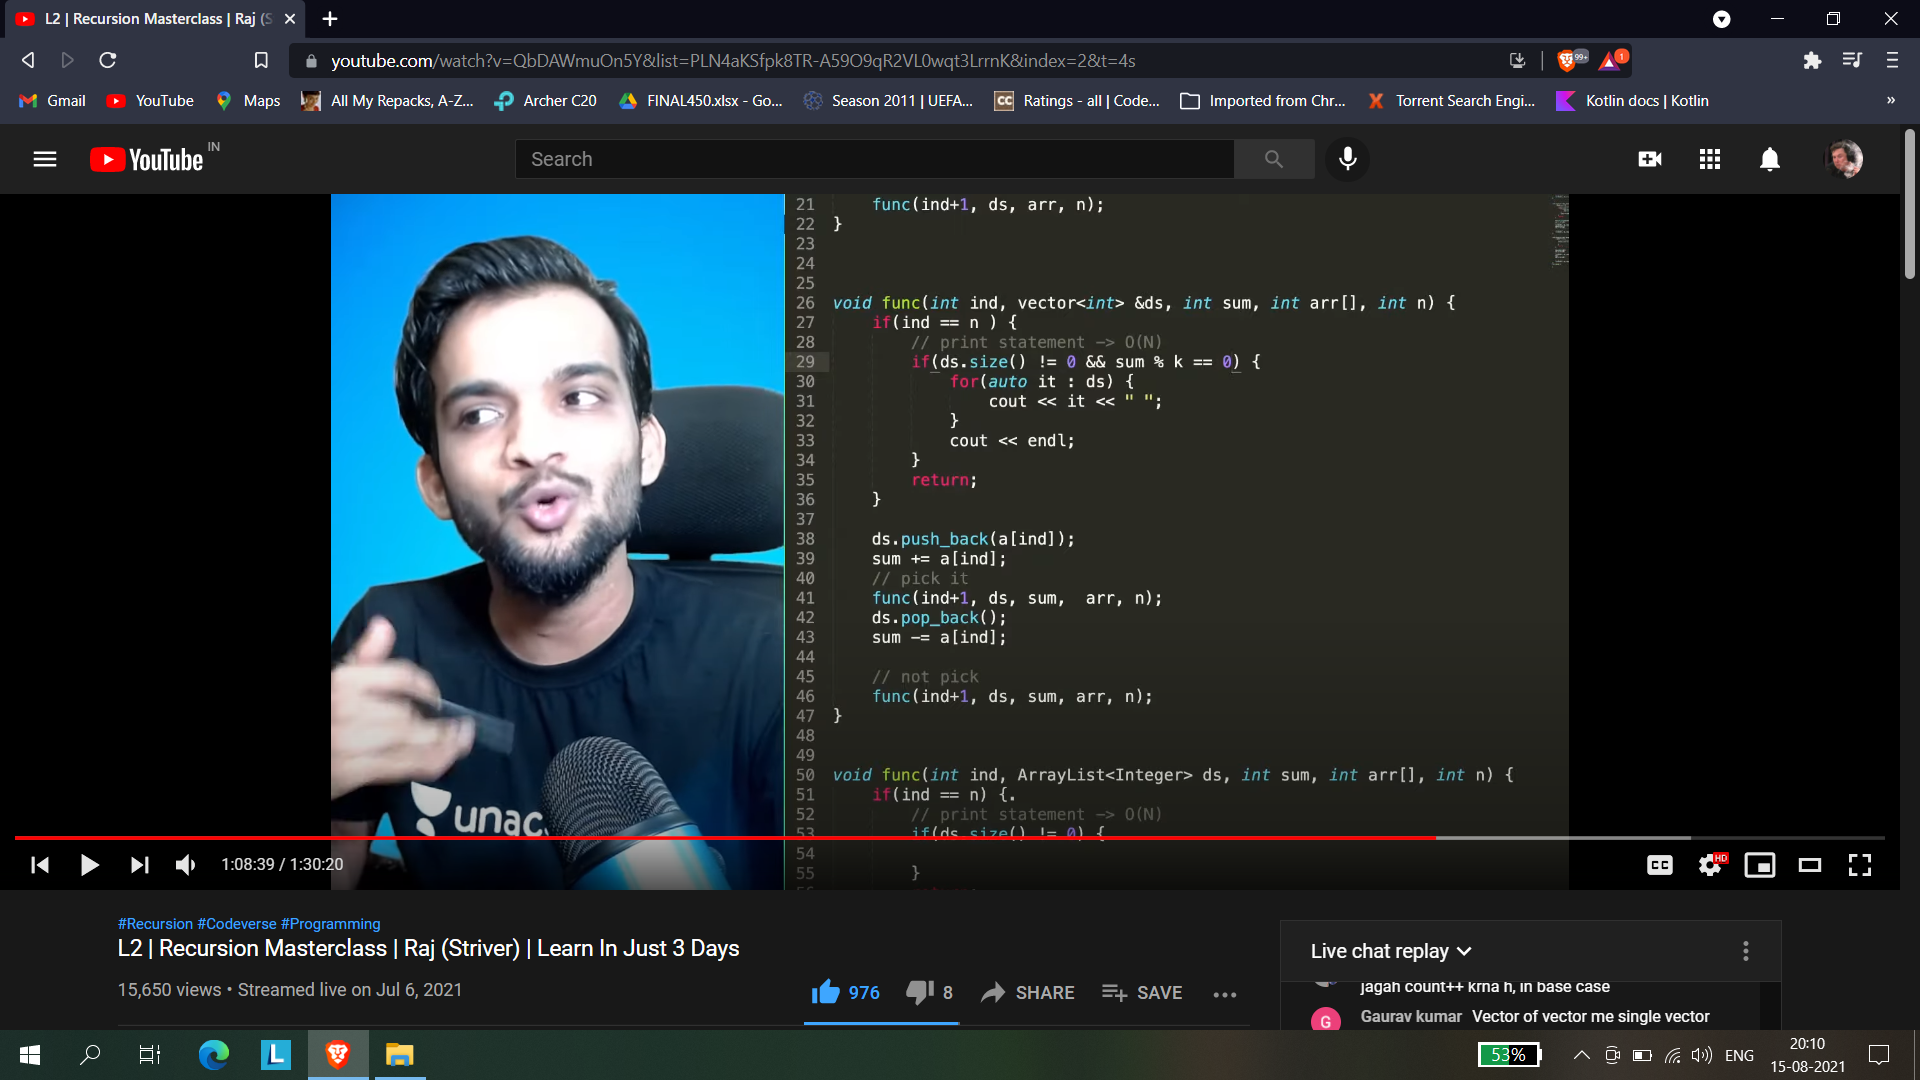 L2 | Recursion Masterclass | Raj (S
youtube.com/watch?v=QbDAWmuOn5Y&list=PLN4aKSfpk8TR-A59O9qR2VL0wqt3LrrnK&index=2&t=4s
99+
1
Gmail
YouTube
Maps
All My Repacks, A-Z...
Archer C20
FINAL450.xlsx - Go...
Season 2011 | UEFA...
CC
Ratings - all | Code...
Imported from Chr...
Torrent Search Engi...
Kotlin docs | Kotlin
»
YouTube IN
Search
21 func(ind+1, ds, arr, n);
22 }
23
24
25
26 void func(int ind, vector<int> &ds, int sum, int arr[], int n) {
27 if(ind == n ) {
28 // print statement -> O(N)
29 if(ds.size() != 0 && sum % k == 0) {
30 for(auto it : ds) {
31 cout << it << " ";
32 }
33 cout << endl;
34 }
35 return;
36 }
37
38 ds.push_back(a[ind]);
39 sum += a[ind];
40 // pick it
41 func(ind+1, ds, sum,  arr, n);
42 ds.pop_back();
43 sum -= a[ind];
44
45 // not pick
46 func(ind+1, ds, sum, arr, n);
47 }
48
49
50 void func(int ind, ArrayList<Integer> ds, int sum, int arr[], int n) {
51 if(ind == n) {.
52 // print statement -> O(N)
53 if(ds.size() != 0) {
54
55 }
unac
1:08:39 / 1:30:20
CC
HD
#Recursion #Codeverse #Programming
L2 | Recursion Masterclass | Raj (Striver) | Learn In Just 3 Days
15,650 views • Streamed live on Jul 6, 2021
976
8
SHARE
SAVE
Live chat replay
jagah count++ krna h, in base case
G
Gaurav kumar Vector of vector me single vector
L
53%
ENG
20:10
15-08-2021